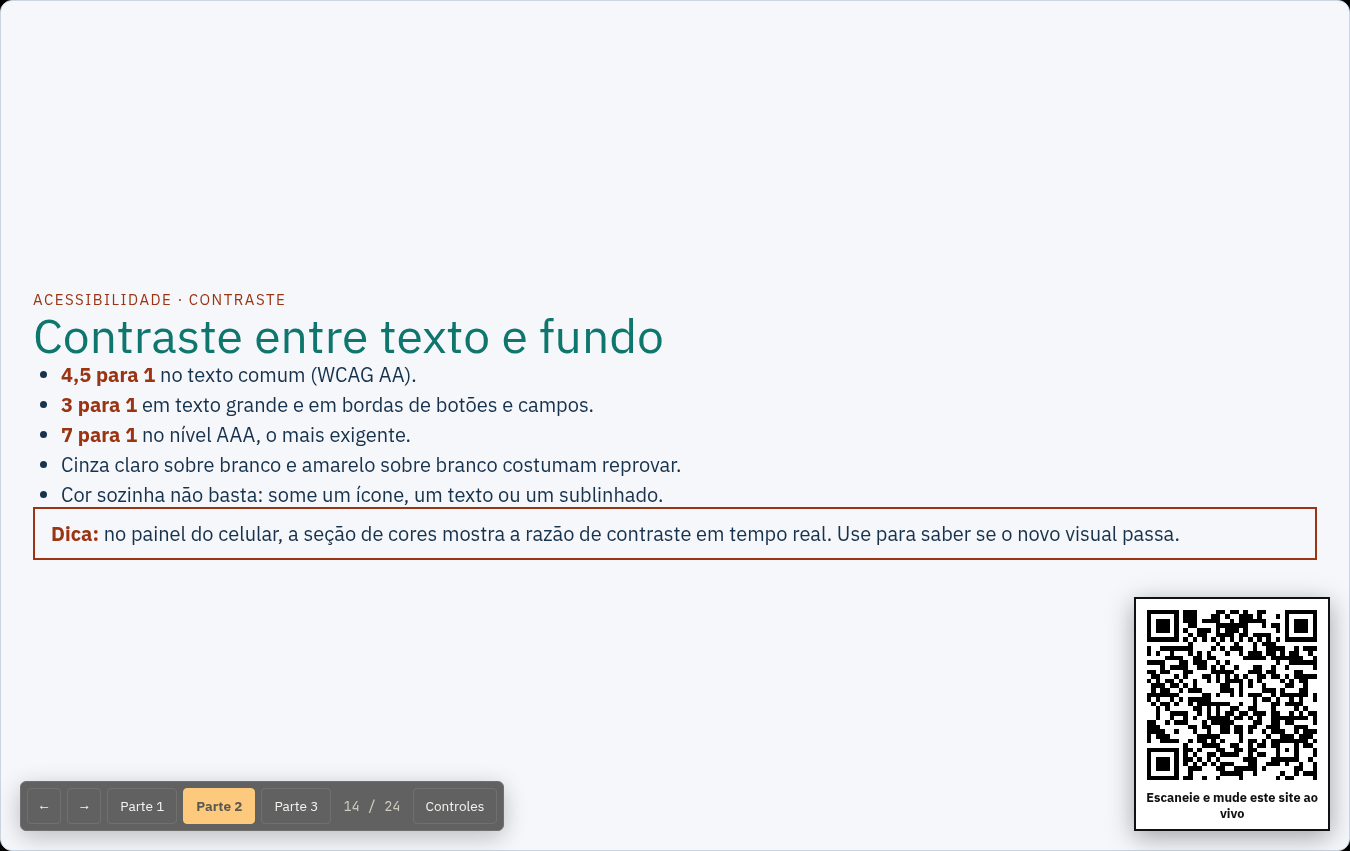 ACESSIBILIDADE · CONTRASTE
Contraste entre texto e fundo
• 4,5 para 1 no texto comum (WCAG AA).
• 3 para 1 em texto grande e em bordas de botões e campos.
• 7 para 1 no nível AAA, o mais exigente.
• Cinza claro sobre branco e amarelo sobre branco costumam reprovar.
• Cor sozinha não basta: some um ícone, um texto ou um sublinhado.
Dica: no painel do celular, a seção de cores mostra a razão de contraste em tempo real. Use para saber se o novo visual passa.
Escaneie e mude este site ao
vivo
← → Parte 1 Parte 2 Parte 3 14 / 24 Controles